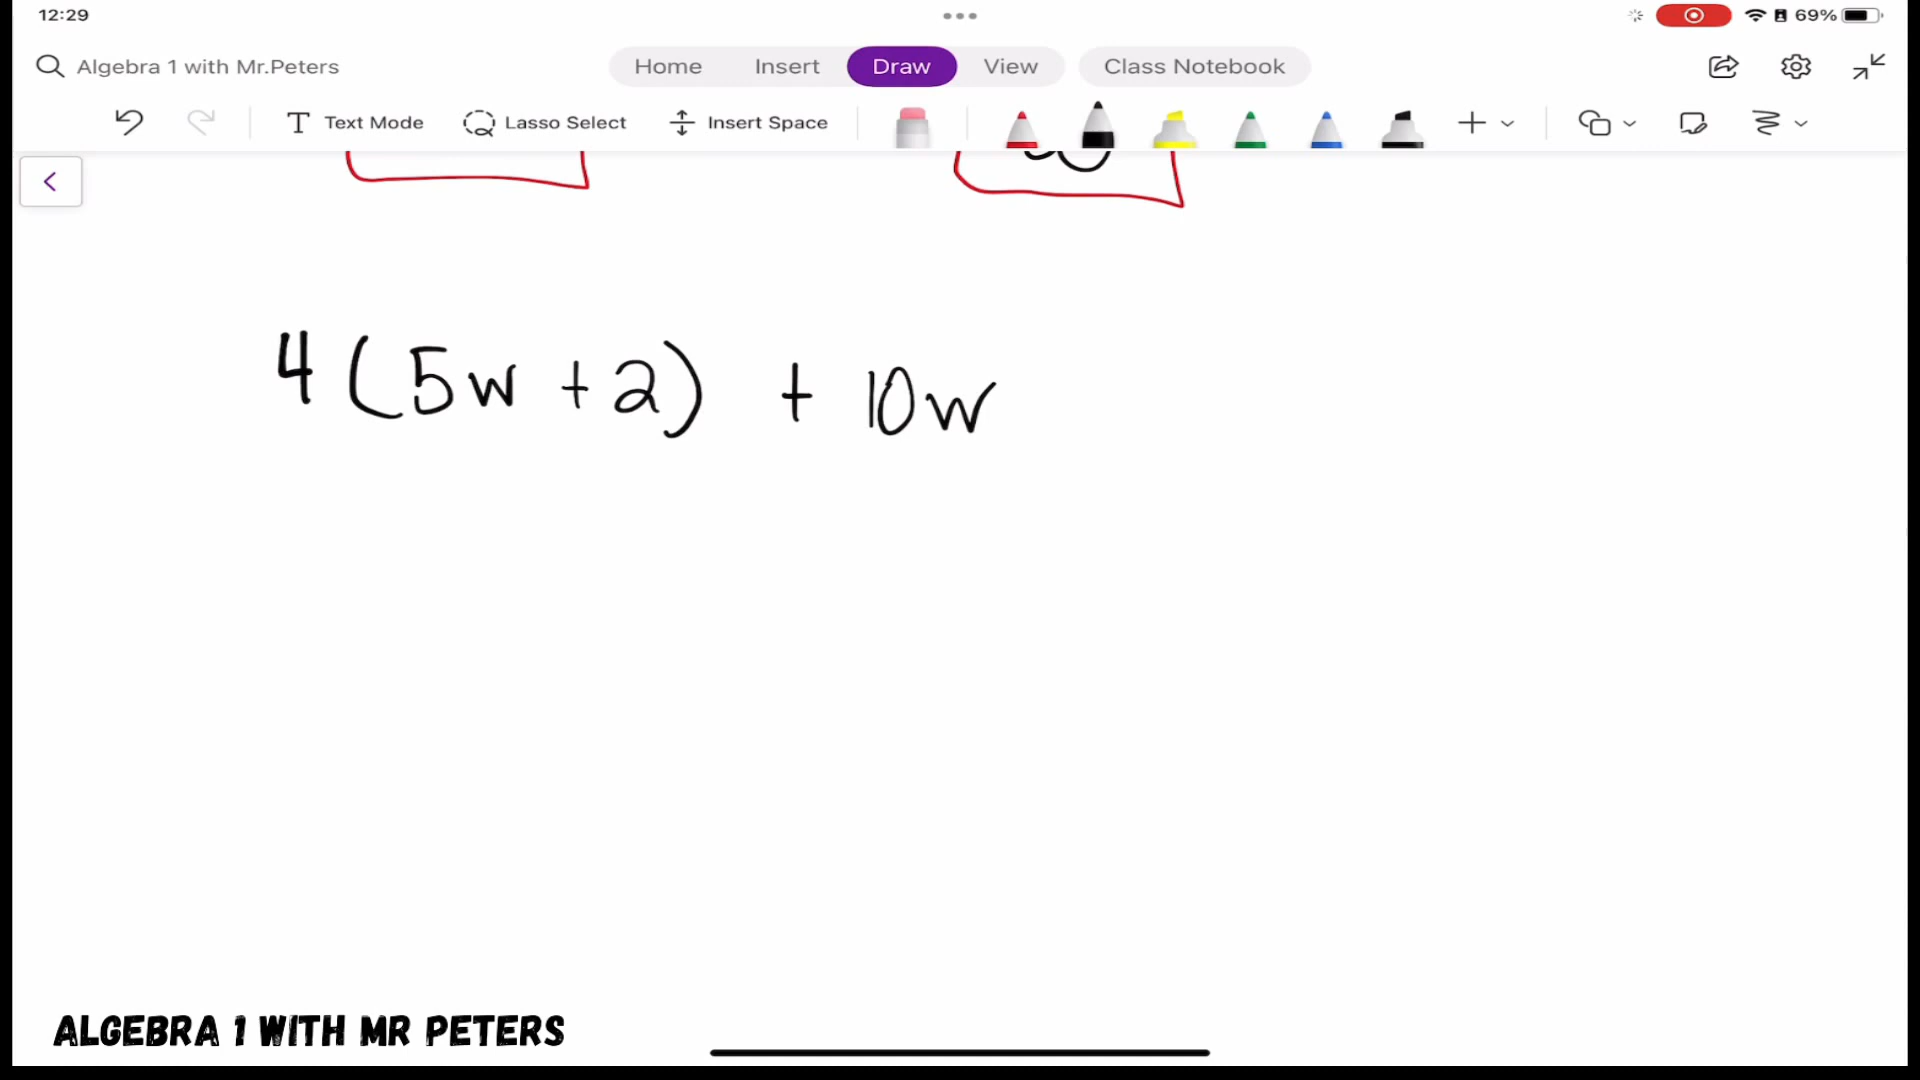 12:29
69%
Algebra 1 with Mr.Peters
Home Insert Draw View Class Notebook
Text Mode Lasso Select Insert Space
4(5w+2) + 10w
ALGEBRA 1 WITH MR PETERS